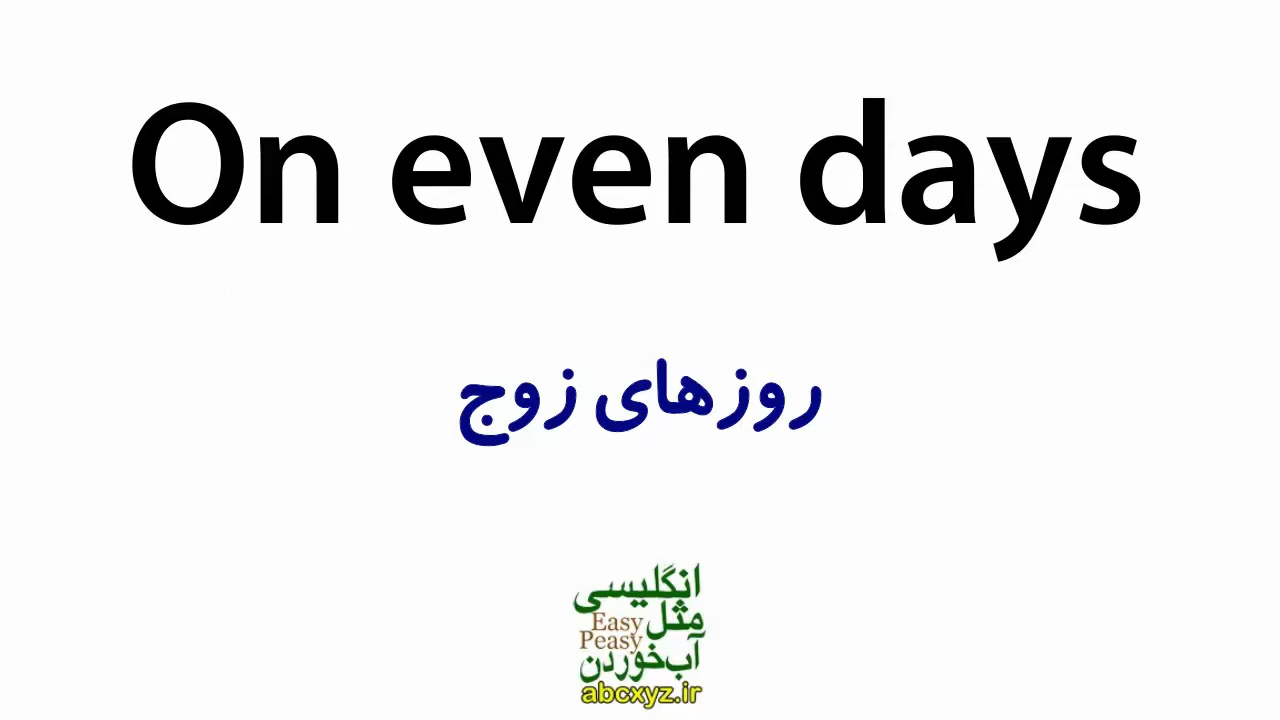 On even days
روزهای زوج
انگلیسی
مثل
Easy
Peasy
آب‌خوردن
abcxyz.ir